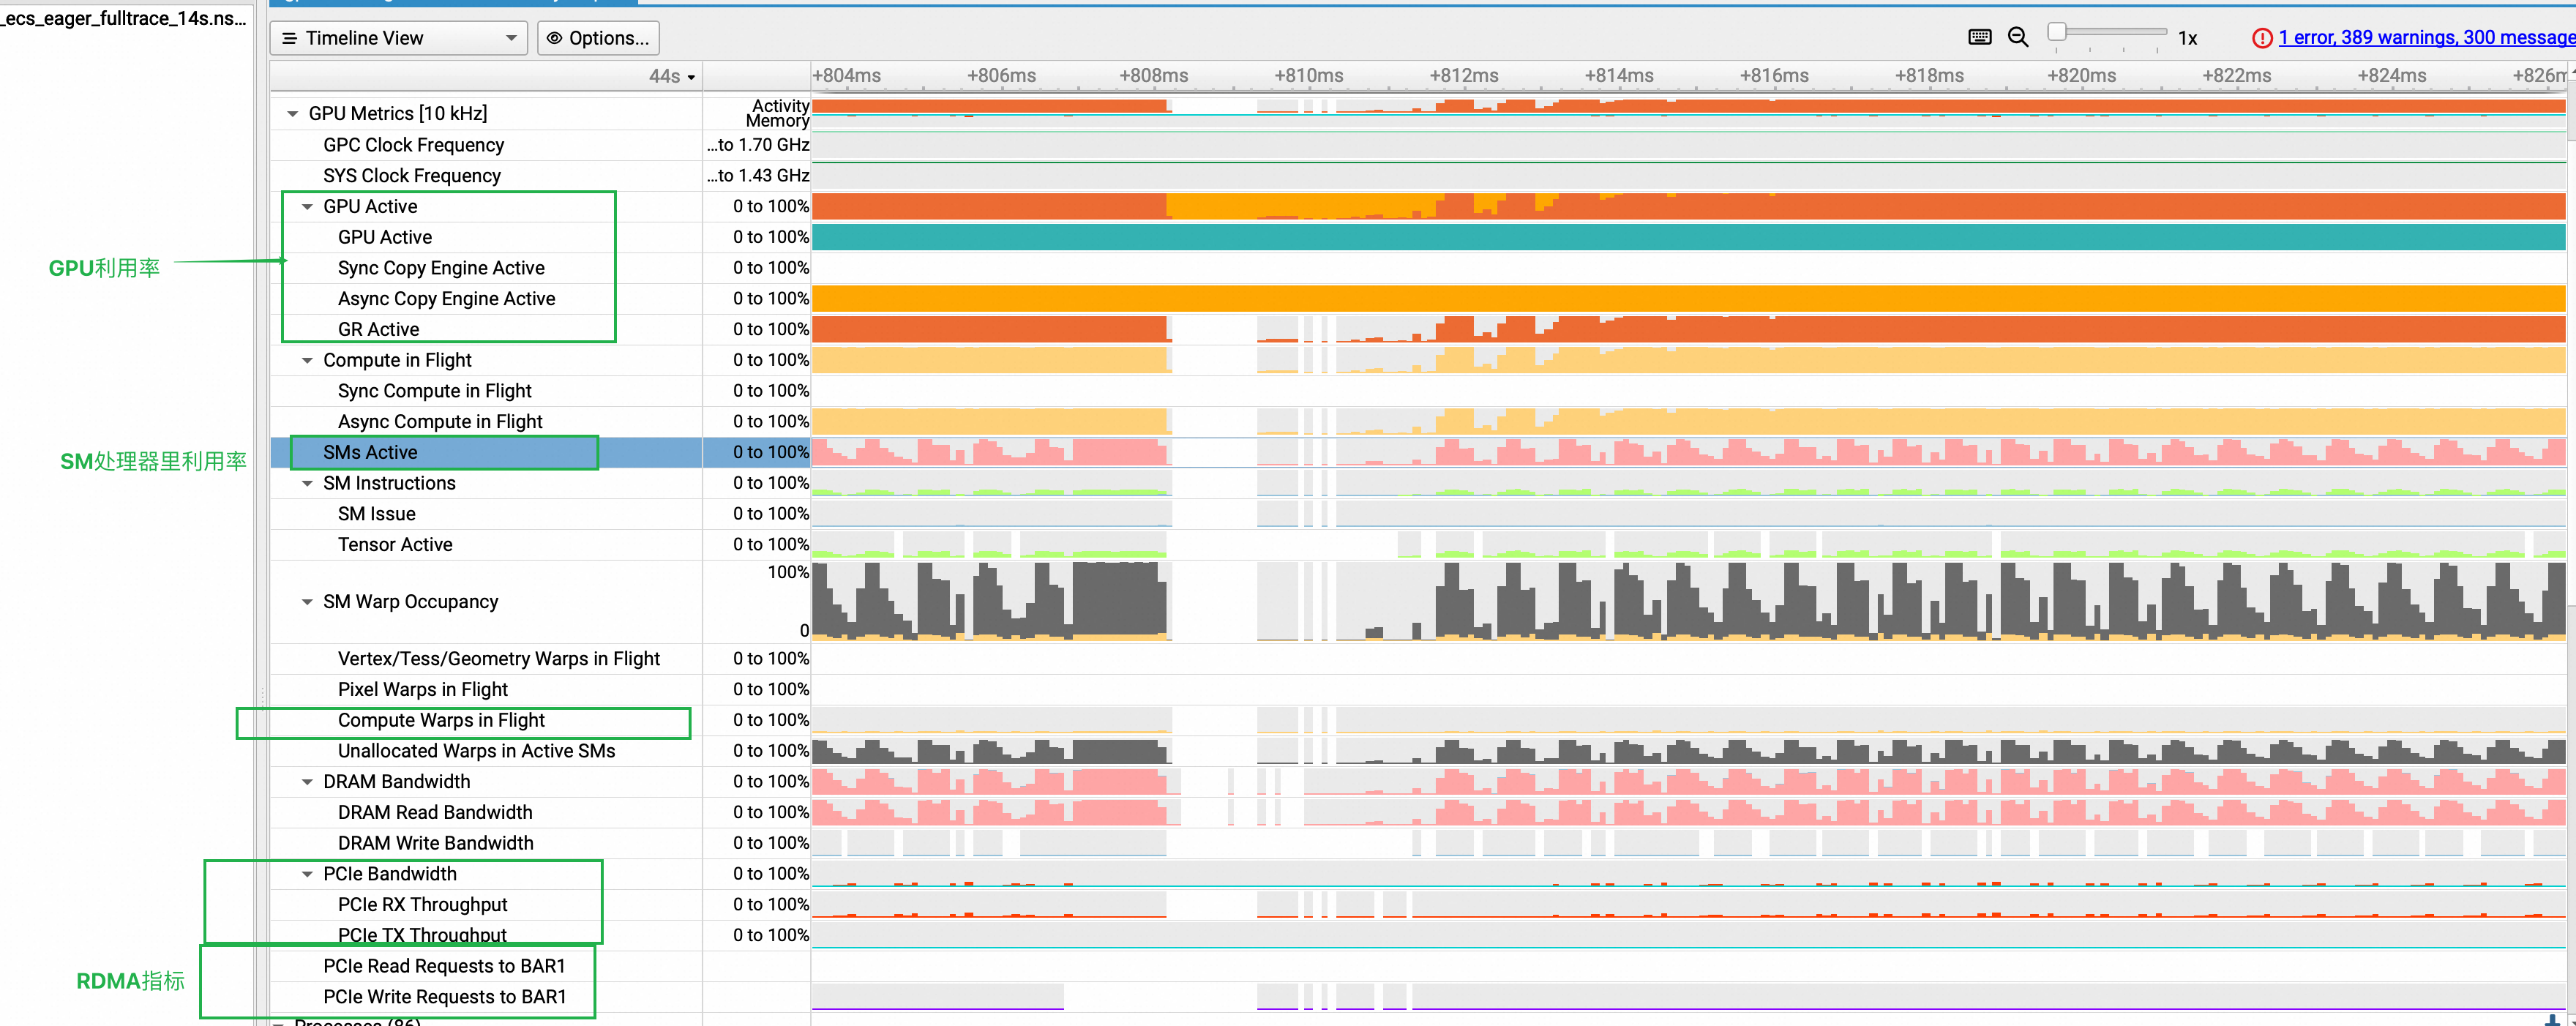 _ecs_eager_fulltrace_14s.ns...
Timeline View
Options...
1x
1 error, 389 warnings, 300 message
44s
+804ms +806ms +808ms +810ms +812ms +814ms +816ms +818ms +820ms +822ms +824ms +826m
GPU Metrics [10 kHz] Activity
Memory
GPC Clock Frequency ...to 1.70 GHz
SYS Clock Frequency ...to 1.43 GHz
GPU Active 0 to 100%
GPU Active 0 to 100%
GPU利用率
Sync Copy Engine Active 0 to 100%
Async Copy Engine Active 0 to 100%
GR Active 0 to 100%
Compute in Flight 0 to 100%
Sync Compute in Flight 0 to 100%
Async Compute in Flight 0 to 100%
SM处理器里利用率
SMs Active 0 to 100%
SM Instructions 0 to 100%
SM Issue 0 to 100%
Tensor Active 0 to 100%
100%
SM Warp Occupancy
0
Vertex/Tess/Geometry Warps in Flight 0 to 100%
Pixel Warps in Flight 0 to 100%
Compute Warps in Flight 0 to 100%
Unallocated Warps in Active SMs 0 to 100%
DRAM Bandwidth 0 to 100%
DRAM Read Bandwidth 0 to 100%
DRAM Write Bandwidth 0 to 100%
PCIe Bandwidth 0 to 100%
PCIe RX Throughput 0 to 100%
PCIe TX Throughput 0 to 100%
PCIe Read Requests to BAR1
RDMA指标
PCIe Write Requests to BAR1
Processes (86)